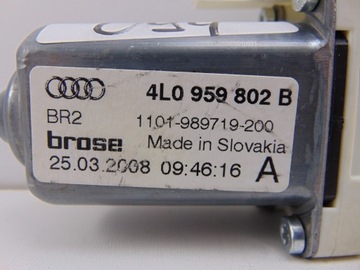 4L0 959 802 B
BR2 1101-989719-200
brose Made in Slovakia
25.03.2008 09:46:16 A